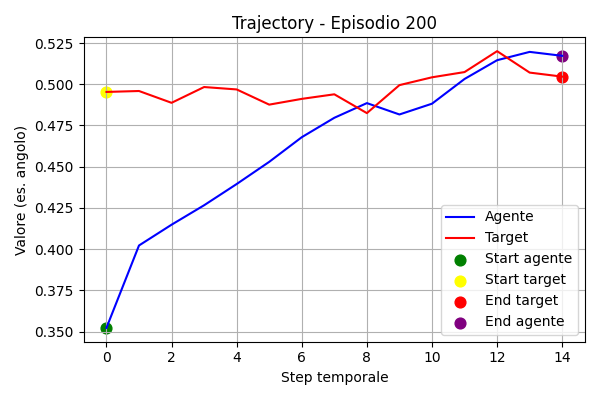 Trajectory - Episodio 200
Valore (es. angolo)
0.525
0.500
0.475
0.450
0.425
0.400
0.375
0.350
0 2 4 6 8 10 12 14
Step temporale
Agente
Target
Start agente
Start target
End target
End agente